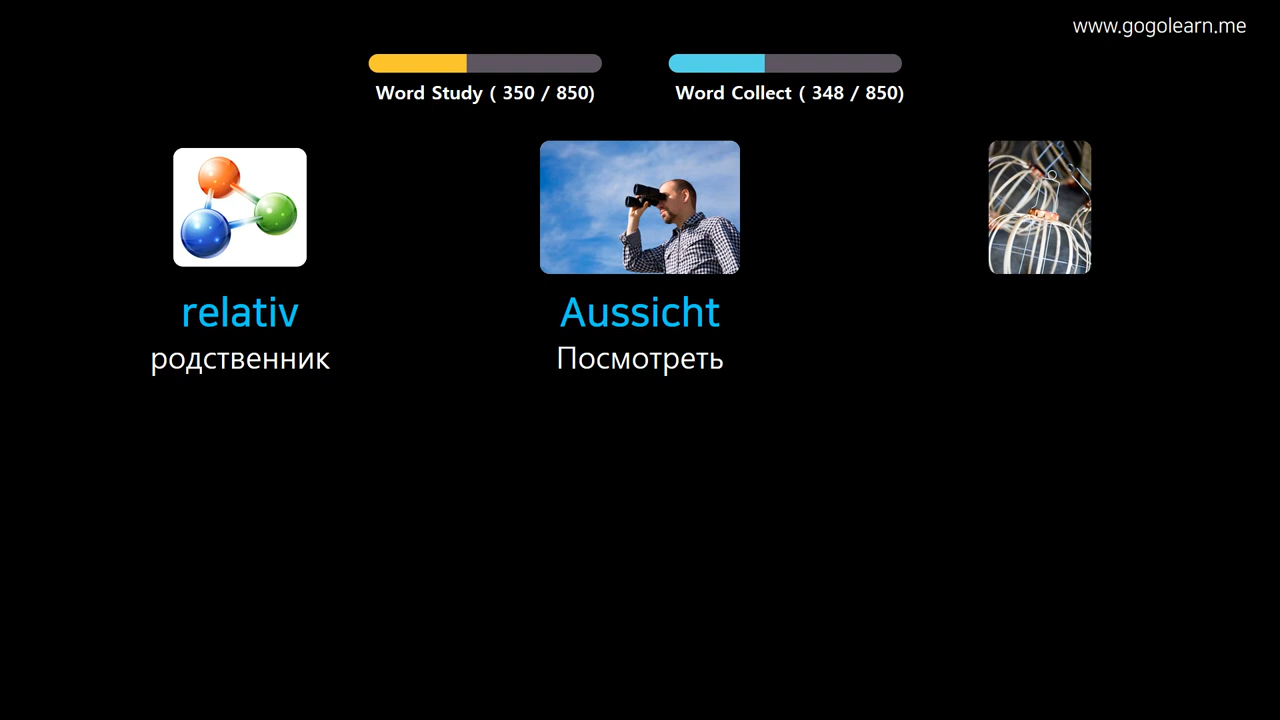 www.gogolearn.me
Word Study ( 350 / 850)
Word Collect ( 348 / 850)
relativ
родственник
Aussicht
Посмотреть